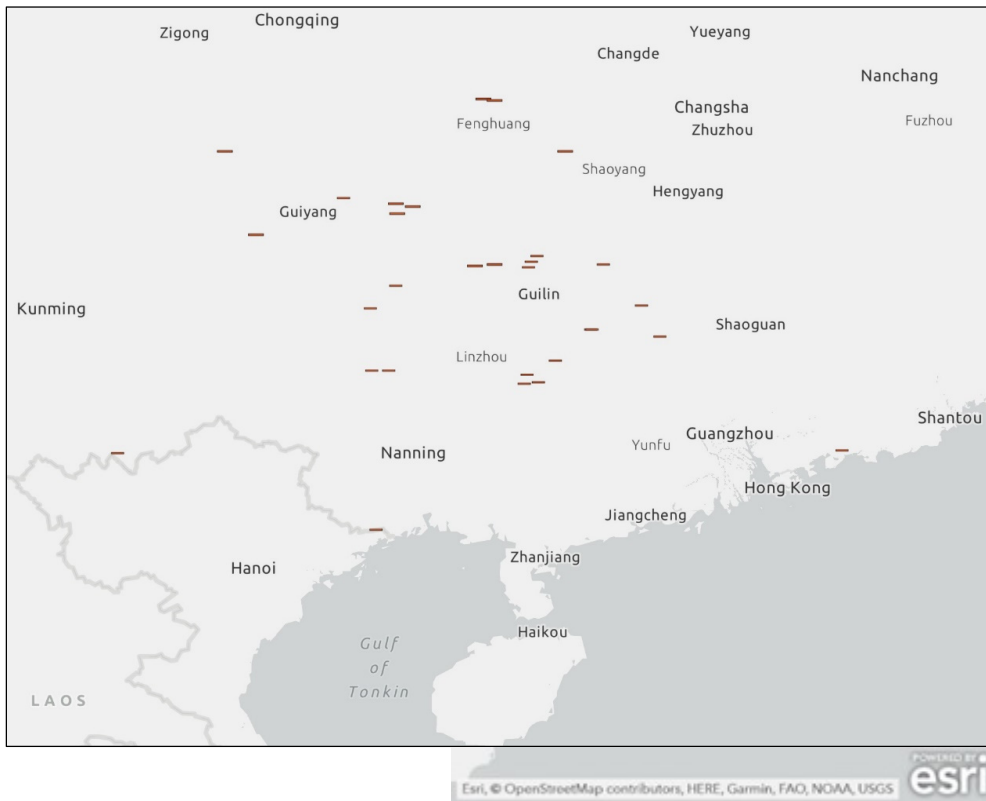 Chongqing
Zigong
Yueyang
Changde
Nanchang
Changsha
Fenghuang
Fuzhou
Zhuzhou
Shaoyang
Hengyang
Guiyang
Guilin
Kunming
Shaoguan
Linzhou
Shantou
Nanning
Yunfu
Guangzhou
Hong Kong
Jiangcheng
Zhanjiang
Hanoi
Haikou
Gulf
of
Tonkin
LAOS
POWERED BY
esri
Esri, © OpenStreetMap contributors, HERE, Garmin, FAO, NOAA, USGS